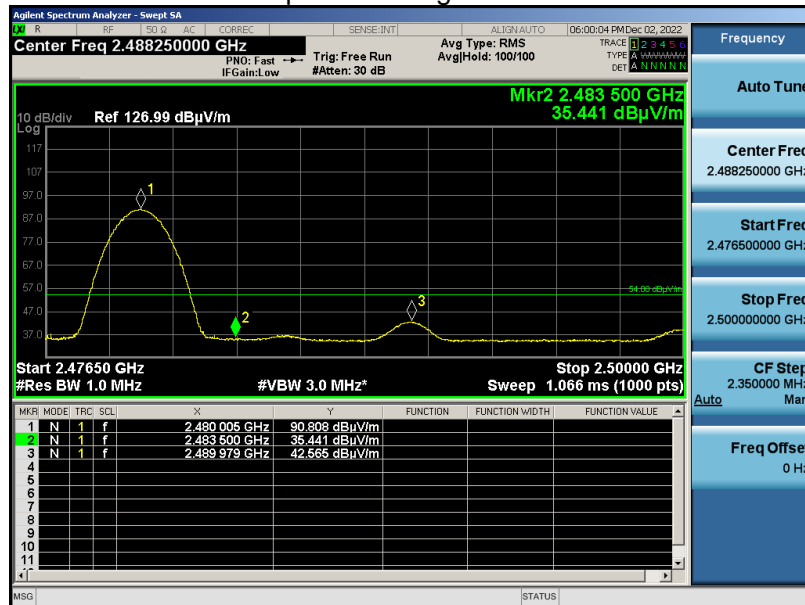 Agilent Spectrum Analyzer - Swept SA
LXI R RF 50 Ω AC CORREC SENSE:INT ALIGN AUTO 06:00:04 PM Dec 02, 2022
Center Freq 2.488250000 GHz
PNO: Fast
IFGain:Low
Trig: Free Run
#Atten: 30 dB
Avg Type: RMS
Avg|Hold: 100/100
TRACE 1 2 3 4 5 6
TYPE A WWWWW
DET A N N N N N
Mkr2 2.483 500 GHz
35.441 dBµV/m
10 dB/div Ref 126.99 dBµV/m
Log
117
107
97.0
87.0
77.0
67.0
57.0
47.0
37.0
1
2
3
54.00 dBµV/m
Start 2.47650 GHz Stop 2.50000 GHz
#Res BW 1.0 MHz #VBW 3.0 MHz* Sweep 1.066 ms (1000 pts)
MKR MODE TRC SCL X Y FUNCTION FUNCTION WIDTH FUNCTION VALUE
1 N 1 f 2.480 005 GHz 90.808 dBµV/m
2 N 1 f 2.483 500 GHz 35.441 dBµV/m
3 N 1 f 2.489 979 GHz 42.565 dBµV/m
4
5
6
7
8
9
10
11
MSG STATUS
Frequency
Auto Tune
Center Freq
2.488250000 GHz
Start Freq
2.476500000 GHz
Stop Freq
2.500000000 GHz
CF Step
2.350000 MHz
Auto Man
Freq Offset
0 Hz